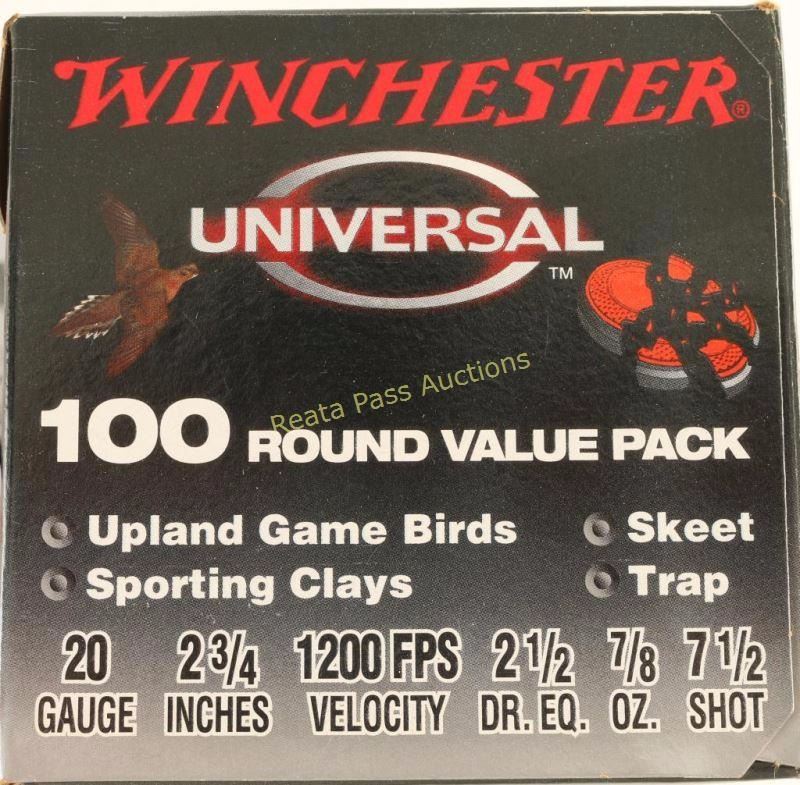 WINCHESTER®
UNIVERSAL
TM
Reata Pass Auctions
100 ROUND VALUE PACK
Upland Game Birds
Skeet
Sporting Clays
Trap
20 2 3/4 1200 FPS 2 1/2 7/8 7 1/2
GAUGE INCHES VELOCITY DR. EQ. OZ. SHOT